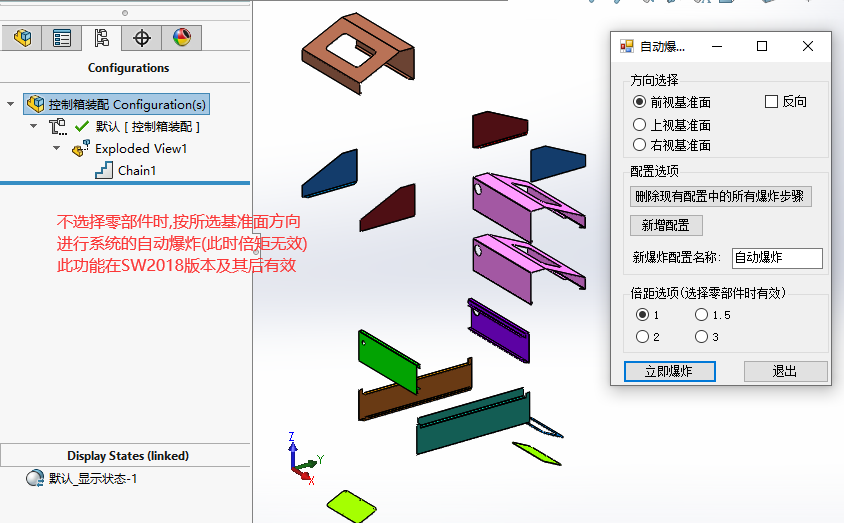 Configurations
控制箱装配 Configuration(s)
默认 [ 控制箱装配 ]
Exploded View1
Chain1
不选择零部件时,按所选基准面方向
进行系统的自动爆炸(此时倍距无效)
此功能在SW2018版本及其后有效
Display States (linked)
默认_显示状态-1
Z
Y
X
自动爆...
方向选择
前视基准面
反向
上视基准面
右视基准面
配置选项
删除现有配置中的所有爆炸步骤
新增配置
新爆炸配置名称:
自动爆炸
倍距选项(选择零部件时有效)
1
1.5
2
3
立即爆炸
退出